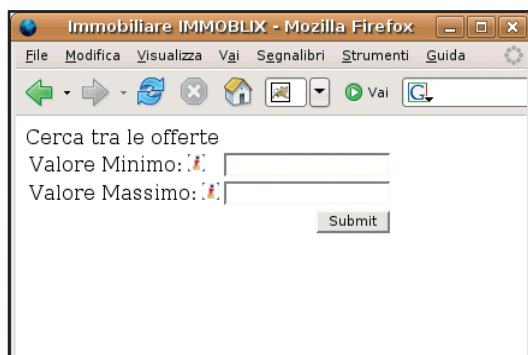 Immobiliare IMMOBLIX - Mozilla Firefox
File Modifica Visualizza Vai Segnalibri Strumenti Guida
Vai G
Cerca tra le offerte
Valore Minimo:
Valore Massimo:
Submit